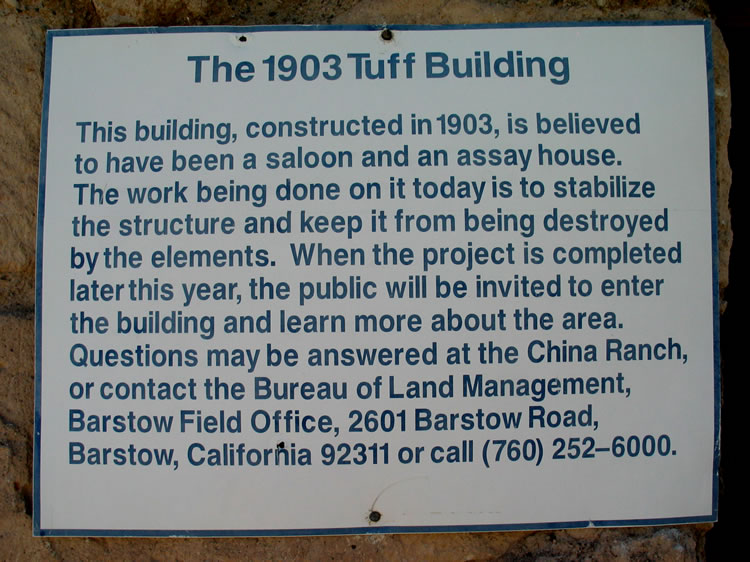 The 1903 Tuff Building
This building, constructed in 1903, is believed
to have been a saloon and an assay house.
The work being done on it today is to stabilize
the structure and keep it from being destroyed
by the elements. When the project is completed
later this year, the public will be invited to enter
the building and learn more about the area.
Questions may be answered at the China Ranch,
or contact the Bureau of Land Management,
Barstow Field Office, 2601 Barstow Road,
Barstow, California 92311 or call (760) 252–6000.